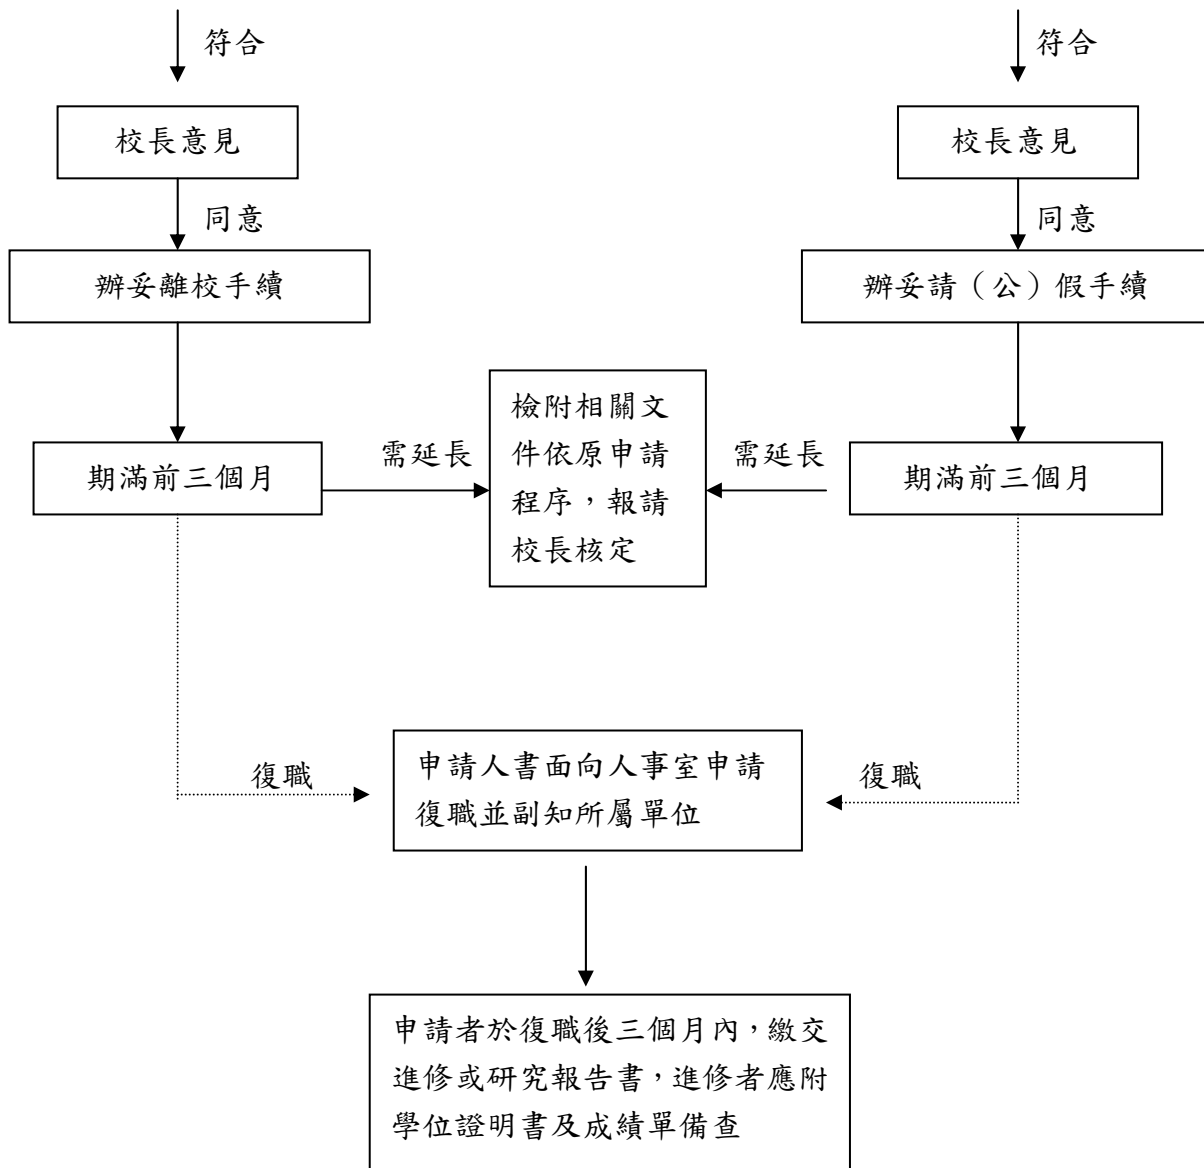 符合
符合
校長意見
校長意見
同意
同意
辦妥離校手續
辦妥請（公）假手續
檢附相關文
件依原申請
程序，報請
校長核定
需延長
需延長
期滿前三個月
期滿前三個月
申請人書面向人事室申請
復職並副知所屬單位
復職
復職
申請者於復職後三個月內，繳交
進修或研究報告書，進修者應附
學位證明書及成績單備查